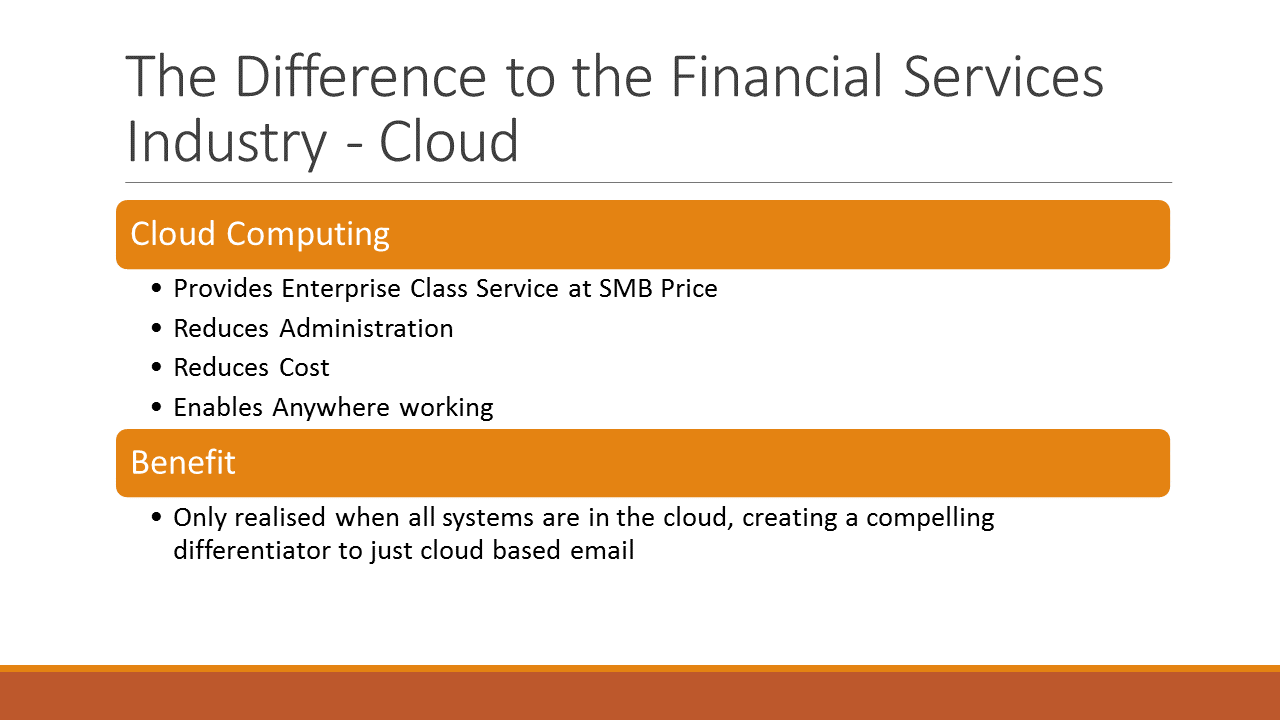 The Difference to the Financial Services
Industry - Cloud
Cloud Computing
• Provides Enterprise Class Service at SMB Price
• Reduces Administration
• Reduces Cost
• Enables Anywhere working
Benefit
• Only realised when all systems are in the cloud, creating a compelling
differentiator to just cloud based email